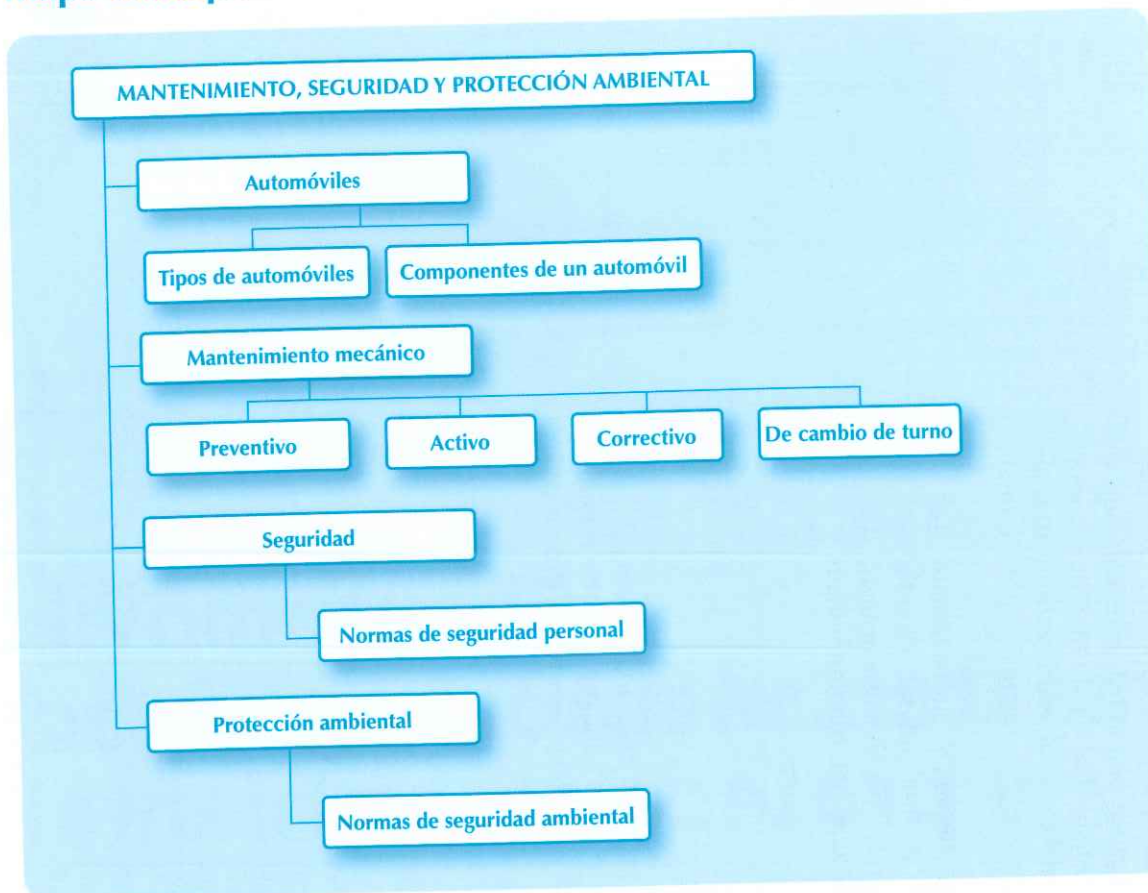 MANTENIMIENTO, SEGURIDAD Y PROTECCIÓN AMBIENTAL
Automóviles
Tipos de automóviles
Componentes de un automóvil
Mantenimiento mecánico
Preventivo
Activo
Correctivo
De cambio de turno
Seguridad
Normas de seguridad personal
Protección ambiental
Normas de seguridad ambiental